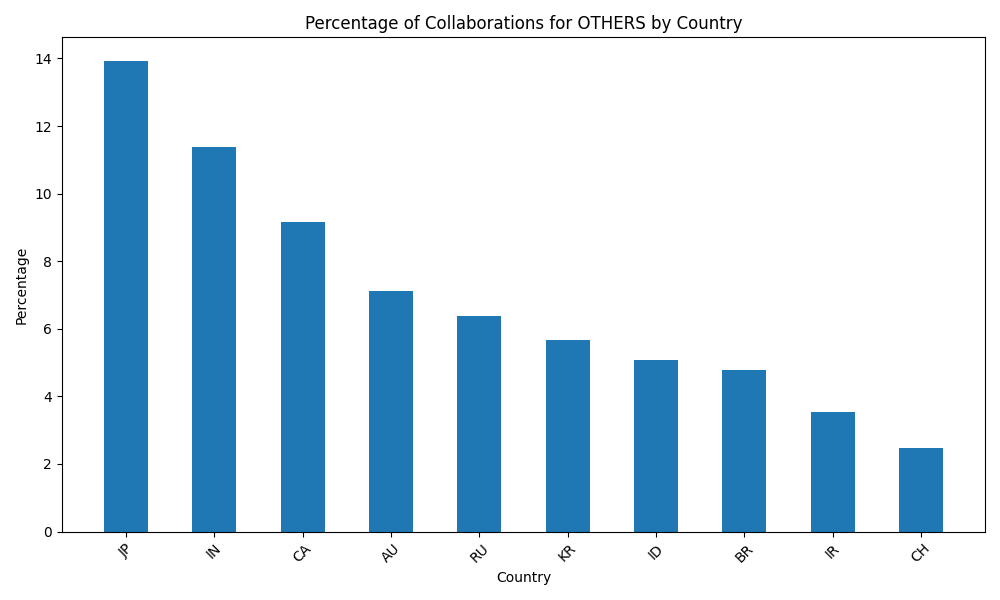 Percentage of Collaborations for OTHERS by Country
Percentage
14
12
10
8
6
4
2
0
JP
IN
CA
AU
RU
KR
ID
BR
IR
CH
Country